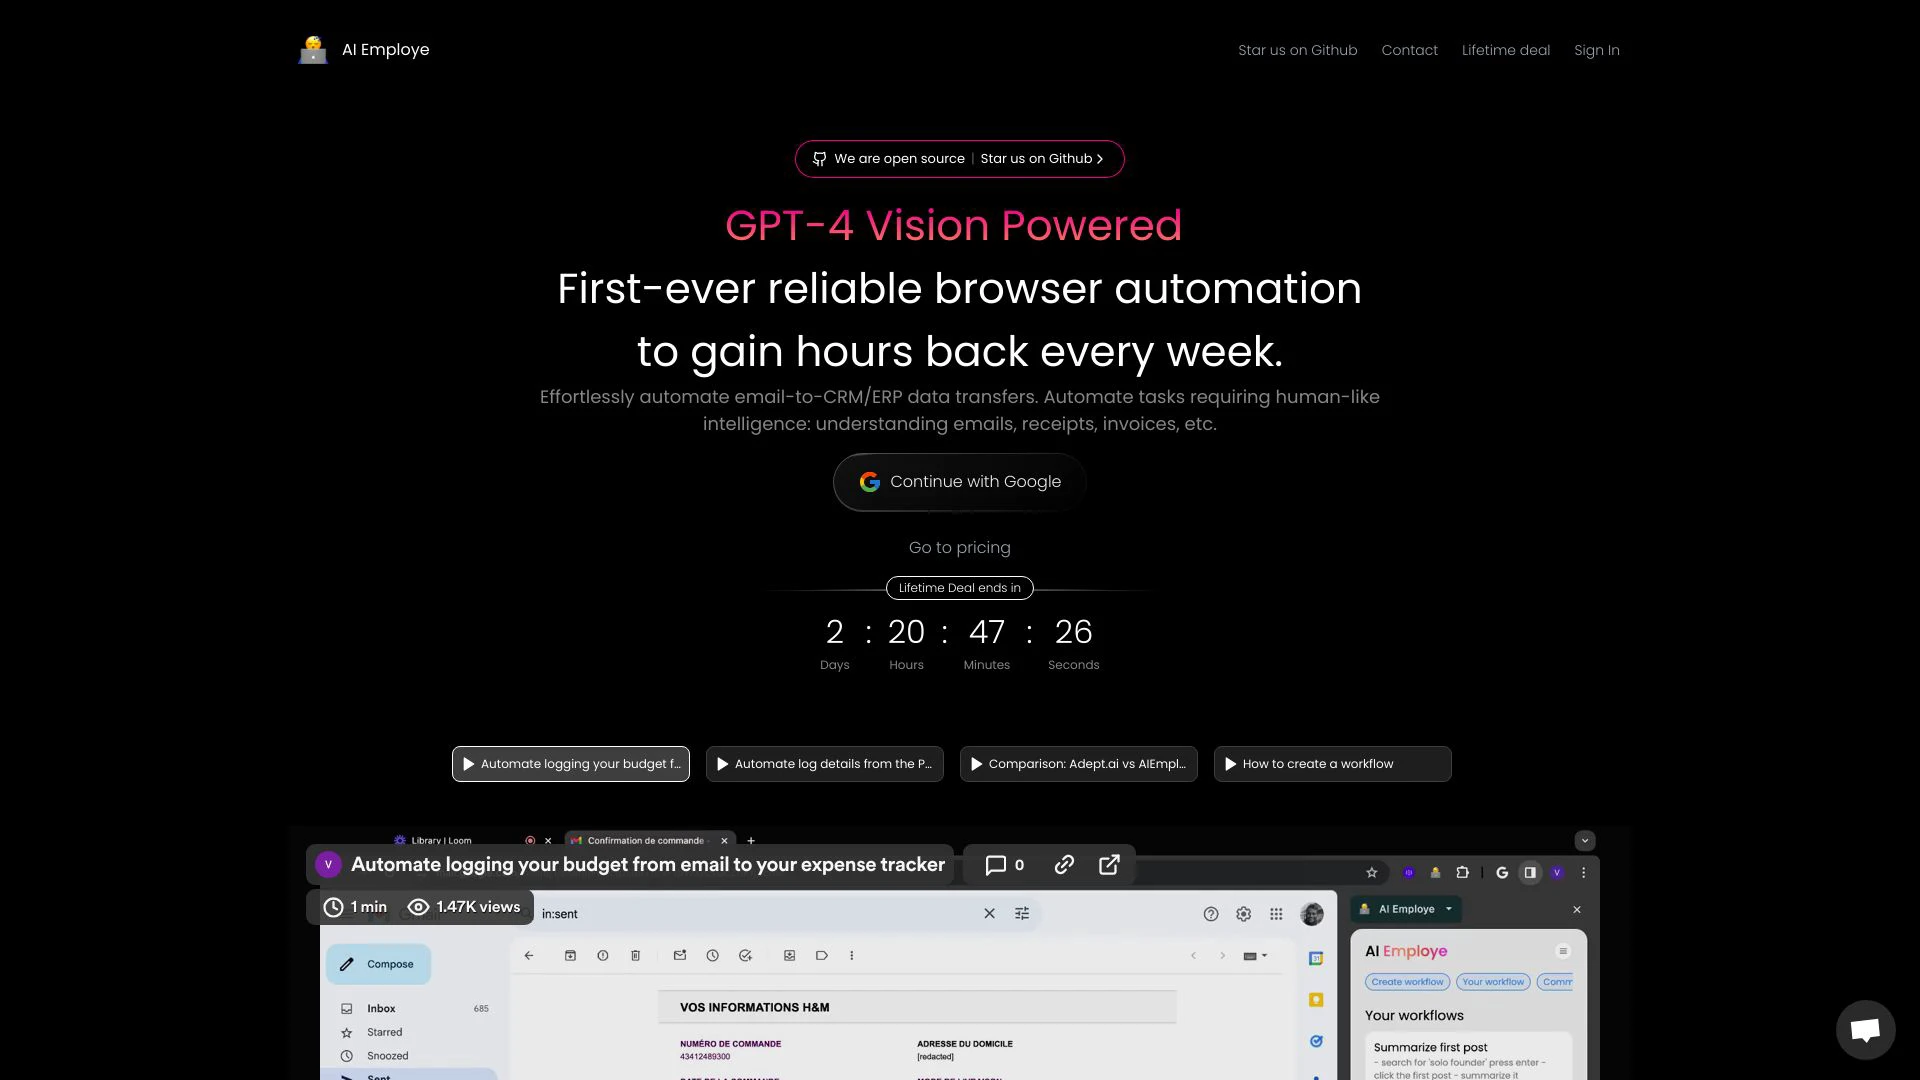 AI Employe
Star us on Github
Contact
Lifetime deal
Sign In
We are open source | Star us on Github
GPT-4 Vision Powered
First-ever reliable browser automation
to gain hours back every week.
Effortlessly automate email-to-CRM/ERP data transfers. Automate tasks requiring human-like
intelligence: understanding emails, receipts, invoices, etc.
Continue with Google
Go to pricing
Lifetime Deal ends in
2 : 20 : 47 : 26
Days Hours Minutes Seconds
Automate logging your budget f...
Automate log details from the P...
Comparison: Adept.ai vs AIEmpl...
How to create a workflow
Library | Loom
Confirmation de commande -
V
Automate logging your budget from email to your expense tracker
0
1 min
1.47K views
in:sent
AI Employe
Compose
AI Employe
Create workflow
Your workflow
Comm
VOS INFORMATIONS H&M
Inbox 685
Your workflows
Starred
NUMÉRO DE COMMANDE
ADRESSE DU DOMICILE
43412489300
[redacted]
Snoozed
Summarize first post
- search for 'solo founder' press enter -
click the first post - summarize it
Sent